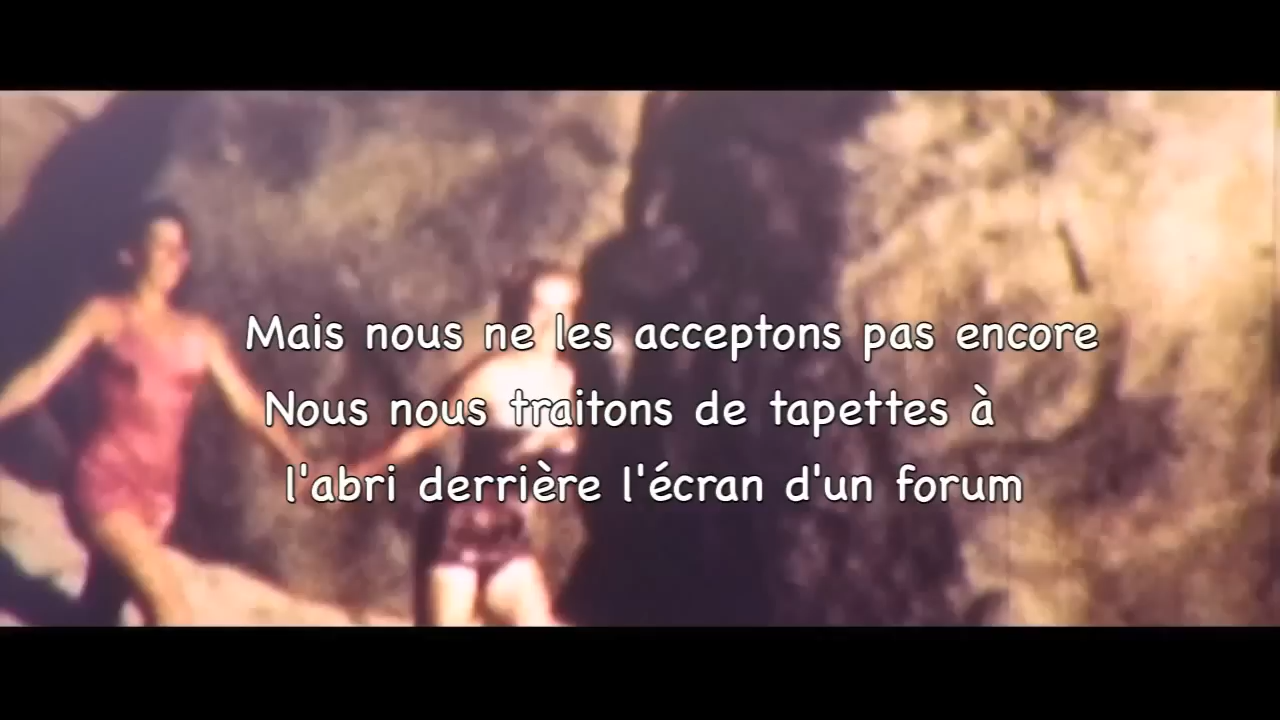 Mais nous ne les acceptons pas encore
Nous nous traitons de tapettes à
l'abri derrière l'écran d'un forum